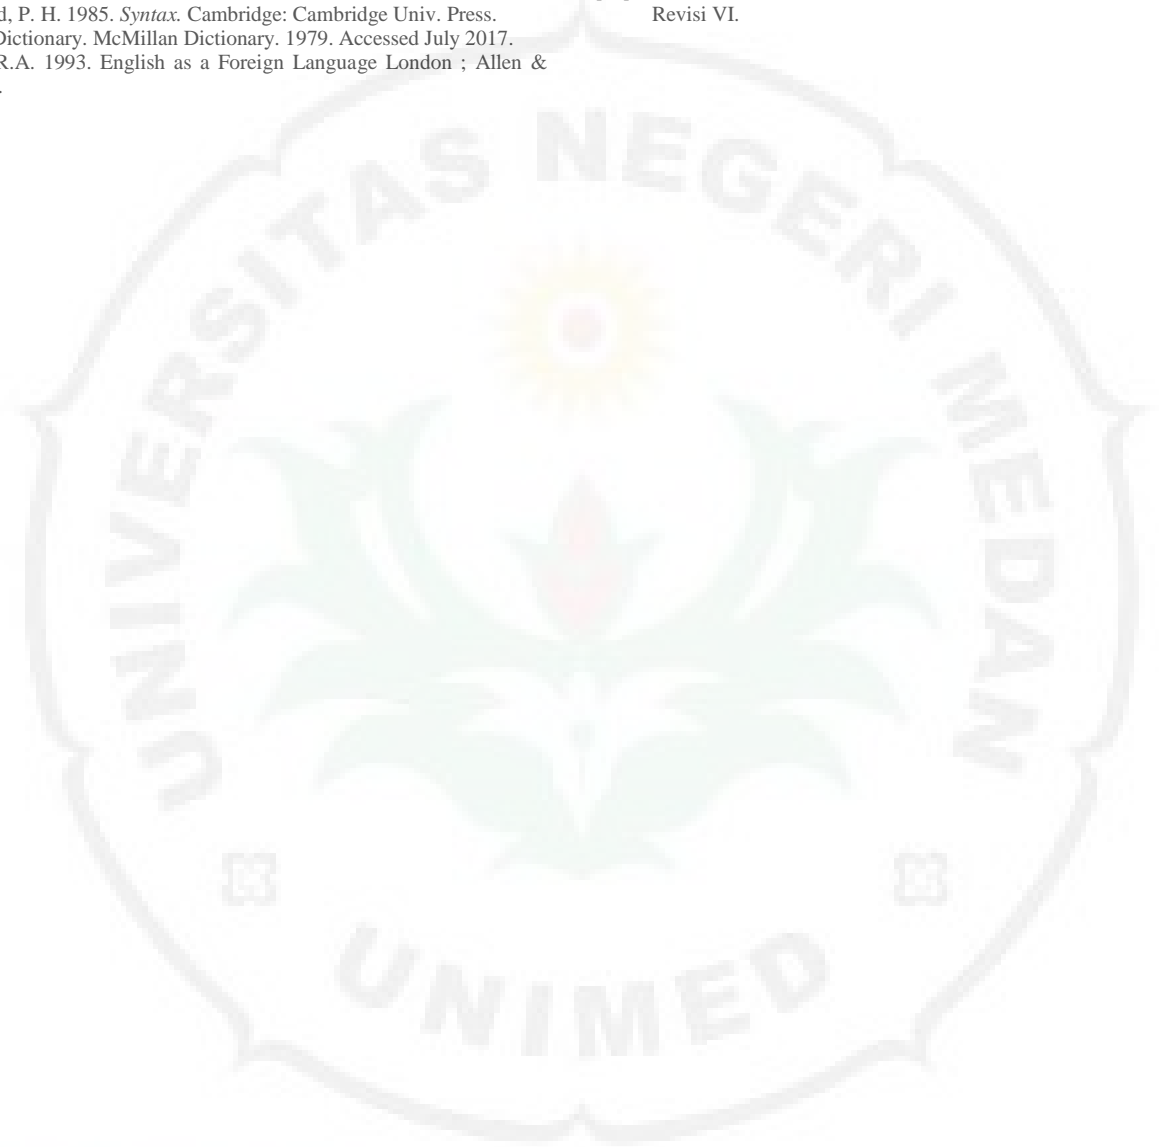 d, P. H. 1985. Syntax. Cambridge: Cambridge Univ. Press.
Dictionary. McMillan Dictionary. 1979. Accessed July 2017.
R.A. 1993. English as a Foreign Language London ; Allen &
.
Revisi VI.
UNIVERSITAS NEGERI MEDAN
UNIMED